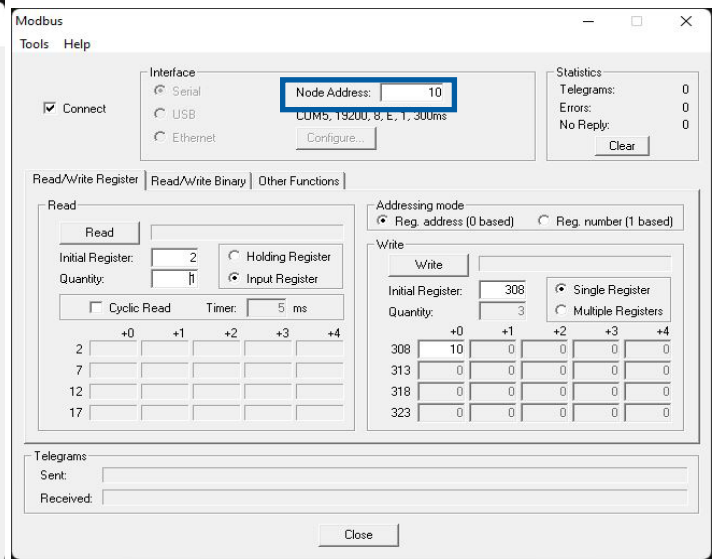 Modbus
Tools Help
Connect
Interface
Serial
USB
Ethernet
Node Address: 10
COM5, 19200, 8, E, 1, 300ms
Configure...
Statistics
Telegrams: 0
Errors: 0
No Reply: 0
Clear
Read/Write Register Read/Write Binary Other Functions
Read
Read
Initial Register: 2
Quantity: 1
Holding Register
Input Register
Cyclic Read Timer: 5 ms
+0 +1 +2 +3 +4
2
7
12
17
Addressing mode
Reg. address (0 based) Reg. number (1 based)
Write
Write
Initial Register: 308
Quantity: 3
Single Register
Multiple Registers
+0 +1 +2 +3 +4
308 10 0 0 0 0
313 0 0 0 0 0
318 0 0 0 0 0
323 0 0 0 0 0
Telegrams
Sent:
Received:
Close